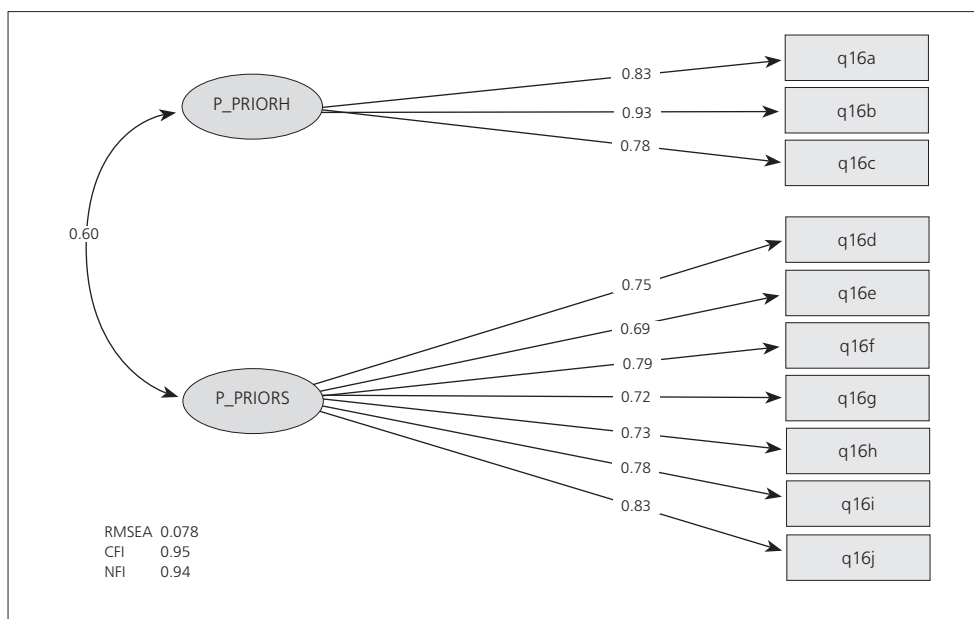 P_PRIORH
0.83
q16a
0.93
q16b
0.78
q16c
0.60
0.75
q16d
0.69
q16e
0.79
q16f
P_PRIORS
0.72
q16g
0.73
q16h
0.78
q16i
0.83
q16j
RMSEA 0.078
CFI 0.95
NFI 0.94